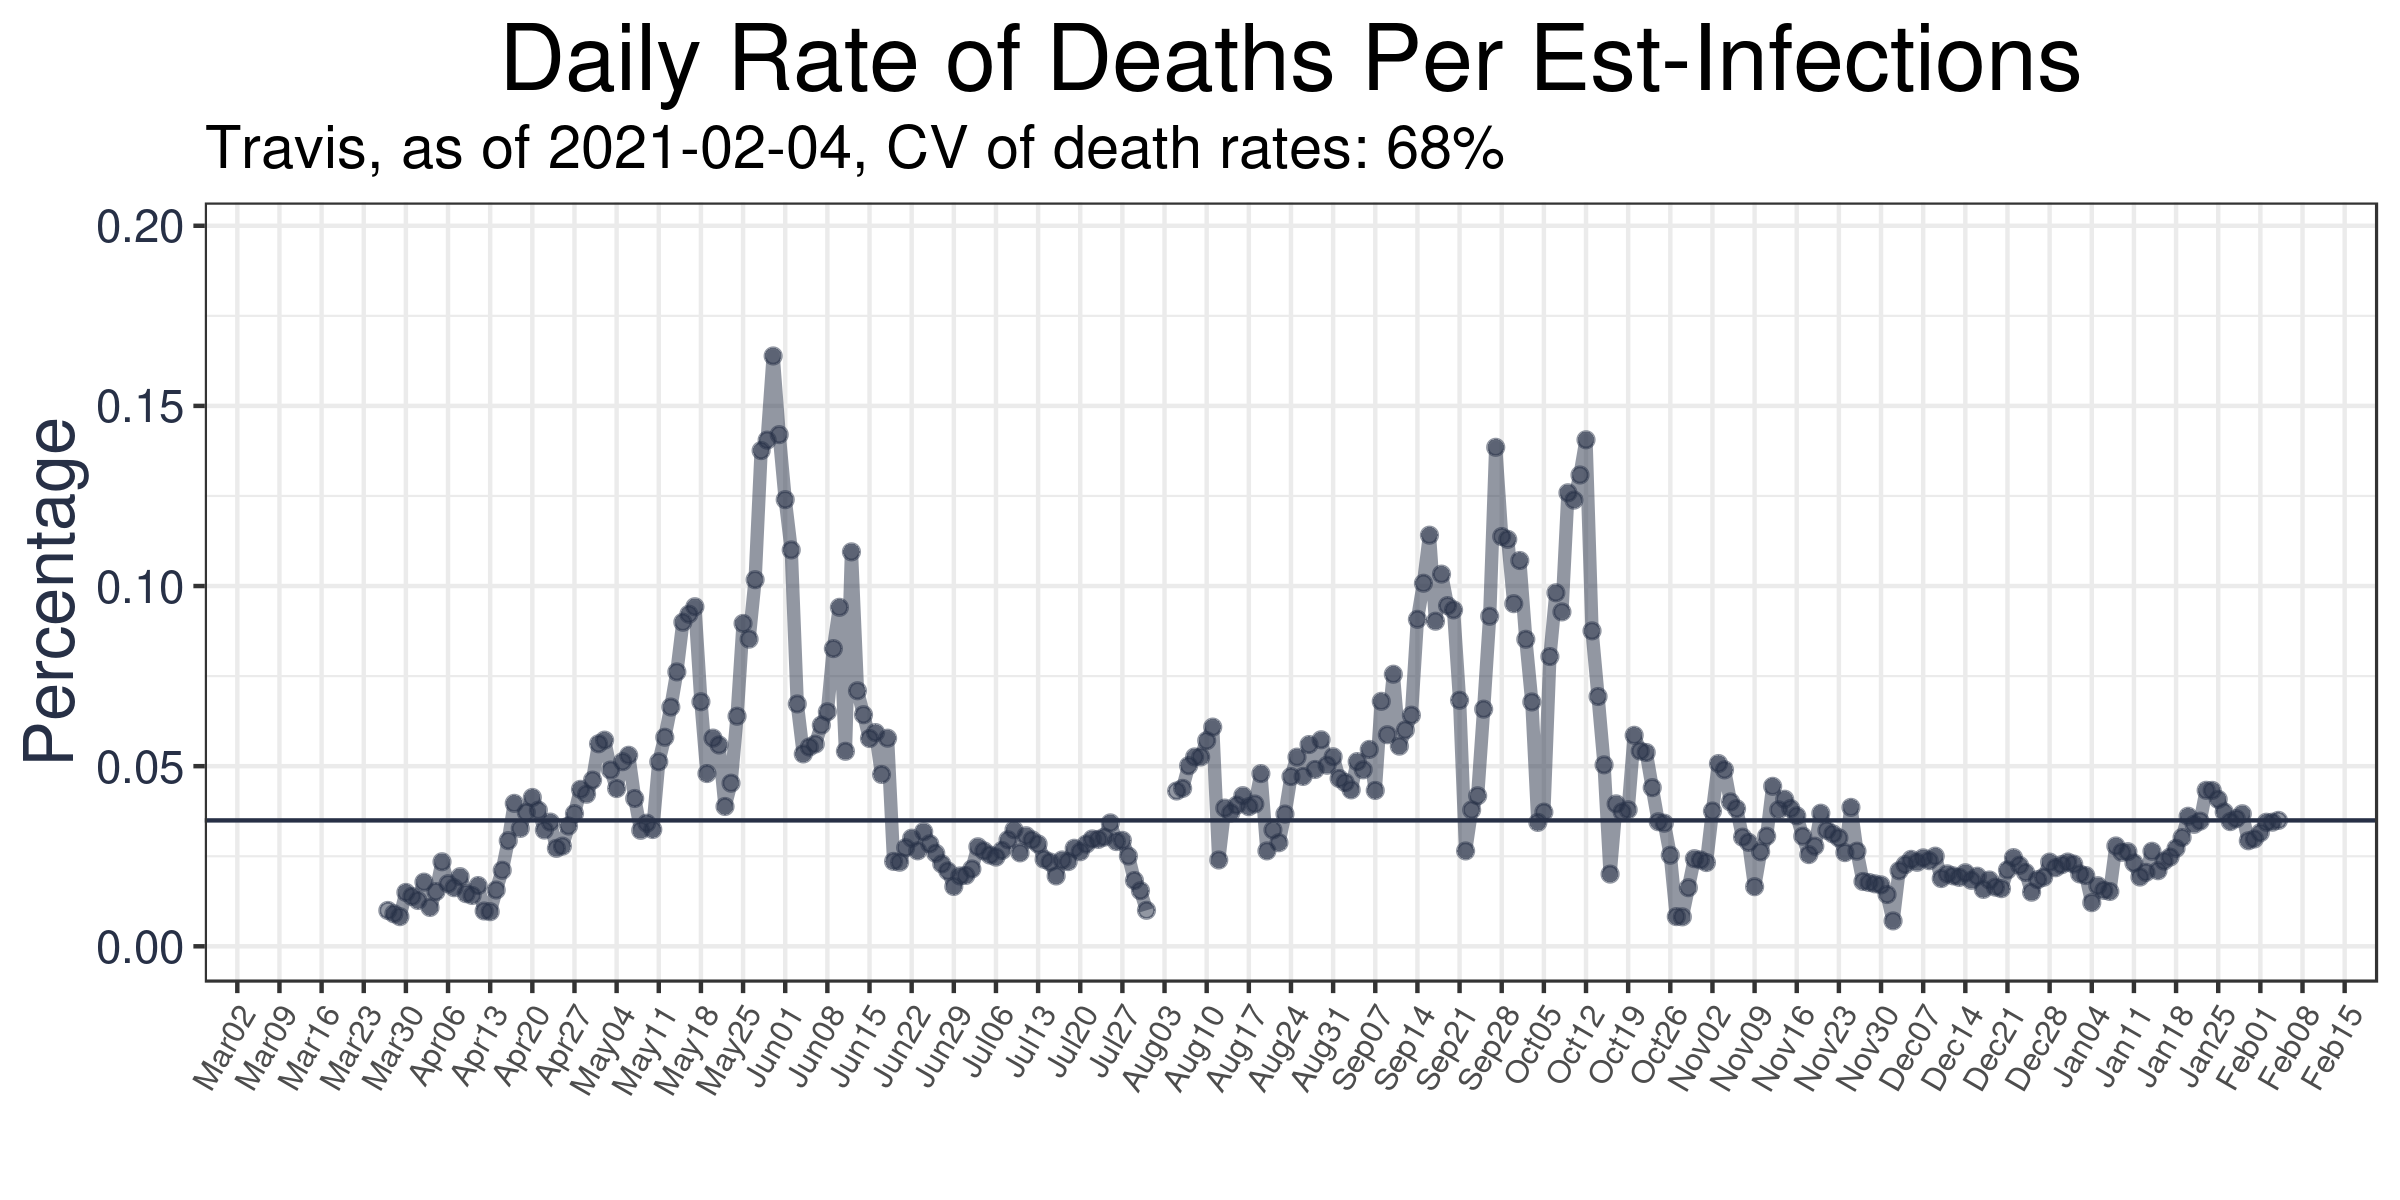 Daily Rate of Deaths Per Est-Infections
Travis, as of 2021-02-04, CV of death rates: 68%
Percentage
0.20
0.15
0.10
0.05
0.00
Mar02
Mar09
Mar16
Mar23
Mar30
Apr06
Apr13
Apr20
Apr27
May04
May11
May18
May25
Jun01
Jun08
Jun15
Jun22
Jun29
Jul06
Jul13
Jul20
Jul27
Aug03
Aug10
Aug17
Aug24
Aug31
Sep07
Sep14
Sep21
Sep28
Oct05
Oct12
Oct19
Oct26
Nov02
Nov09
Nov16
Nov23
Nov30
Dec07
Dec14
Dec21
Dec28
Jan04
Jan11
Jan18
Jan25
Feb01
Feb08
Feb15